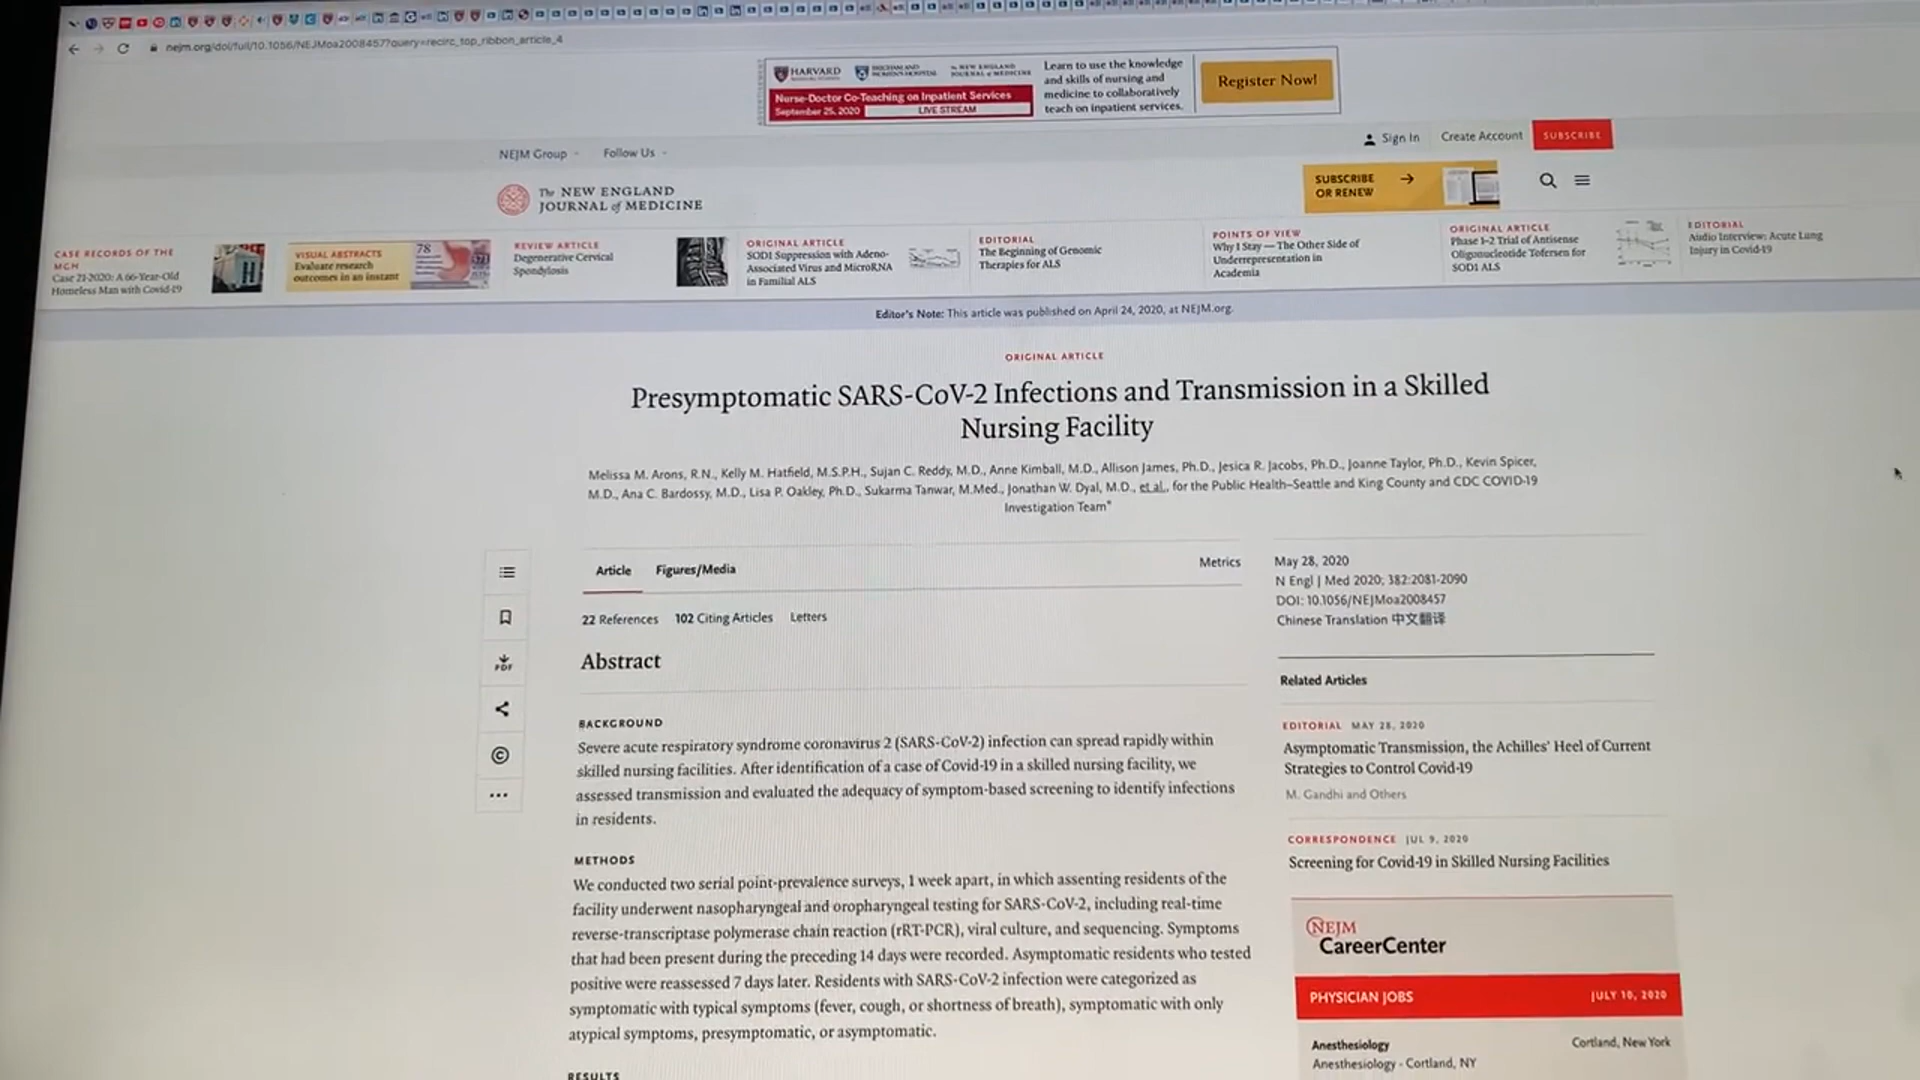 nejm.org/doi/full/10.1056/NEJMoa2008457?query=recirc_top_ribbon_article_4
HARVARD
Nurse-Doctor Co-Teaching on Inpatient Services
September 25, 2020 LIVE STREAM
Learn to use the knowledge
and skills of nursing and
medicine to collaboratively
teach on inpatient services.
Register Now!
Sign In Create Account SUBSCRIBE
NEJM Group Follow Us
The NEW ENGLAND
JOURNAL of MEDICINE
SUBSCRIBE
OR RENEW
CASE RECORDS OF THE
MGH
Case 21-2020: A 66-Year-Old
Homeless Man with Covid-19
VISUAL ABSTRACTS
Evaluate research
outcomes in an instant
78
REVIEW ARTICLE
Degenerative Cervical
Spondylosis
ORIGINAL ARTICLE
SOD1 Suppression with Adeno-
Associated Virus and MicroRNA
in Familial ALS
EDITORIAL
The Beginning of Genomic
Therapies for ALS
POINTS OF VIEW
Why I Stay — The Other Side of
Underrepresentation in
Academia
ORIGINAL ARTICLE
Phase 1–2 Trial of Antisense
Oligonucleotide Tofersen for
SOD1 ALS
EDITORIAL
Audio Interview: Acute Lung
Injury in Covid-19
Editor's Note: This article was published on April 24, 2020, at NEJM.org.
ORIGINAL ARTICLE
Presymptomatic SARS-CoV-2 Infections and Transmission in a Skilled
Nursing Facility
Melissa M. Arons, R.N., Kelly M. Hatfield, M.S.P.H., Sujan C. Reddy, M.D., Anne Kimball, M.D., Allison James, Ph.D., Jesica R. Jacobs, Ph.D., Joanne Taylor, Ph.D., Kevin Spicer,
M.D., Ana C. Bardossy, M.D., Lisa P. Oakley, Ph.D., Sukarma Tanwar, M.Med., Jonathan W. Dyal, M.D., et al., for the Public Health–Seattle and King County and CDC COVID-19
Investigation Team*
Article Figures/Media Metrics
22 References 102 Citing Articles Letters
Abstract
BACKGROUND
Severe acute respiratory syndrome coronavirus 2 (SARS-CoV-2) infection can spread rapidly within
skilled nursing facilities. After identification of a case of Covid-19 in a skilled nursing facility, we
assessed transmission and evaluated the adequacy of symptom-based screening to identify infections
in residents.
METHODS
We conducted two serial point-prevalence surveys, 1 week apart, in which assenting residents of the
facility underwent nasopharyngeal and oropharyngeal testing for SARS-CoV-2, including real-time
reverse-transcriptase polymerase chain reaction (rRT-PCR), viral culture, and sequencing. Symptoms
that had been present during the preceding 14 days were recorded. Asymptomatic residents who tested
positive were reassessed 7 days later. Residents with SARS-CoV-2 infection were categorized as
symptomatic with typical symptoms (fever, cough, or shortness of breath), symptomatic with only
atypical symptoms, presymptomatic, or asymptomatic.
RESULTS
PDF
May 28, 2020
N Engl J Med 2020; 382:2081-2090
DOI: 10.1056/NEJMoa2008457
Chinese Translation 中文翻译
Related Articles
EDITORIAL MAY 28, 2020
Asymptomatic Transmission, the Achilles' Heel of Current
Strategies to Control Covid-19
M. Gandhi and Others
CORRESPONDENCE JUL 9, 2020
Screening for Covid-19 in Skilled Nursing Facilities
NEJM
CareerCenter
PHYSICIAN JOBS JULY 10, 2020
Anesthesiology Cortland, New York
Anesthesiology - Cortland, NY